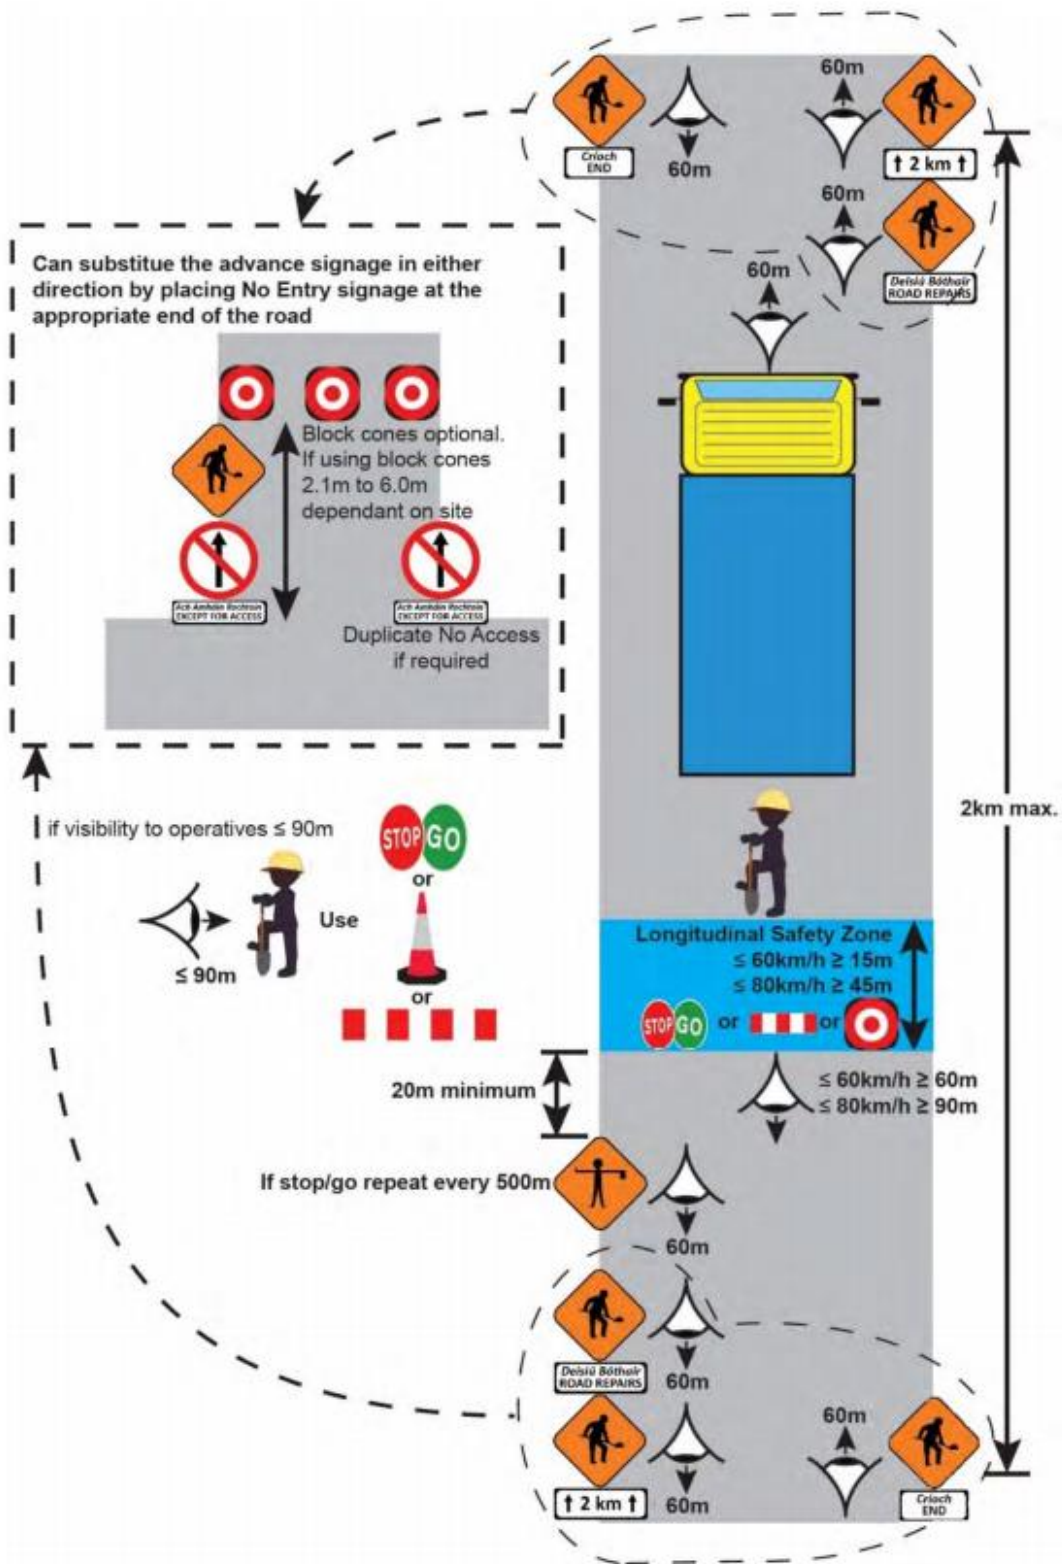 60m
Críoch
END
60m
↑ 2 km ↑
60m
Deisiú Bóthair
ROAD REPAIRS
60m
Can substitue the advance signage in either
direction by placing No Entry signage at the
appropriate end of the road
Block cones optional.
If using block cones
2.1m to 6.0m
dependant on site
Ach Amháin Rochtain
EXCEPT FOR ACCESS
Ach Amháin Rochtain
EXCEPT FOR ACCESS
Duplicate No Access
if required
2km max.
if visibility to operatives ≤ 90m
≤ 90m
Use
STOP GO
or
or
Longitudinal Safety Zone
≤ 60km/h ≥ 15m
≤ 80km/h ≥ 45m
STOP GO or or
20m minimum
≤ 60km/h ≥ 60m
≤ 80km/h ≥ 90m
If stop/go repeat every 500m
60m
Deisiú Bóthair
ROAD REPAIRS
60m
↑ 2 km ↑
60m
60m
Críoch
END